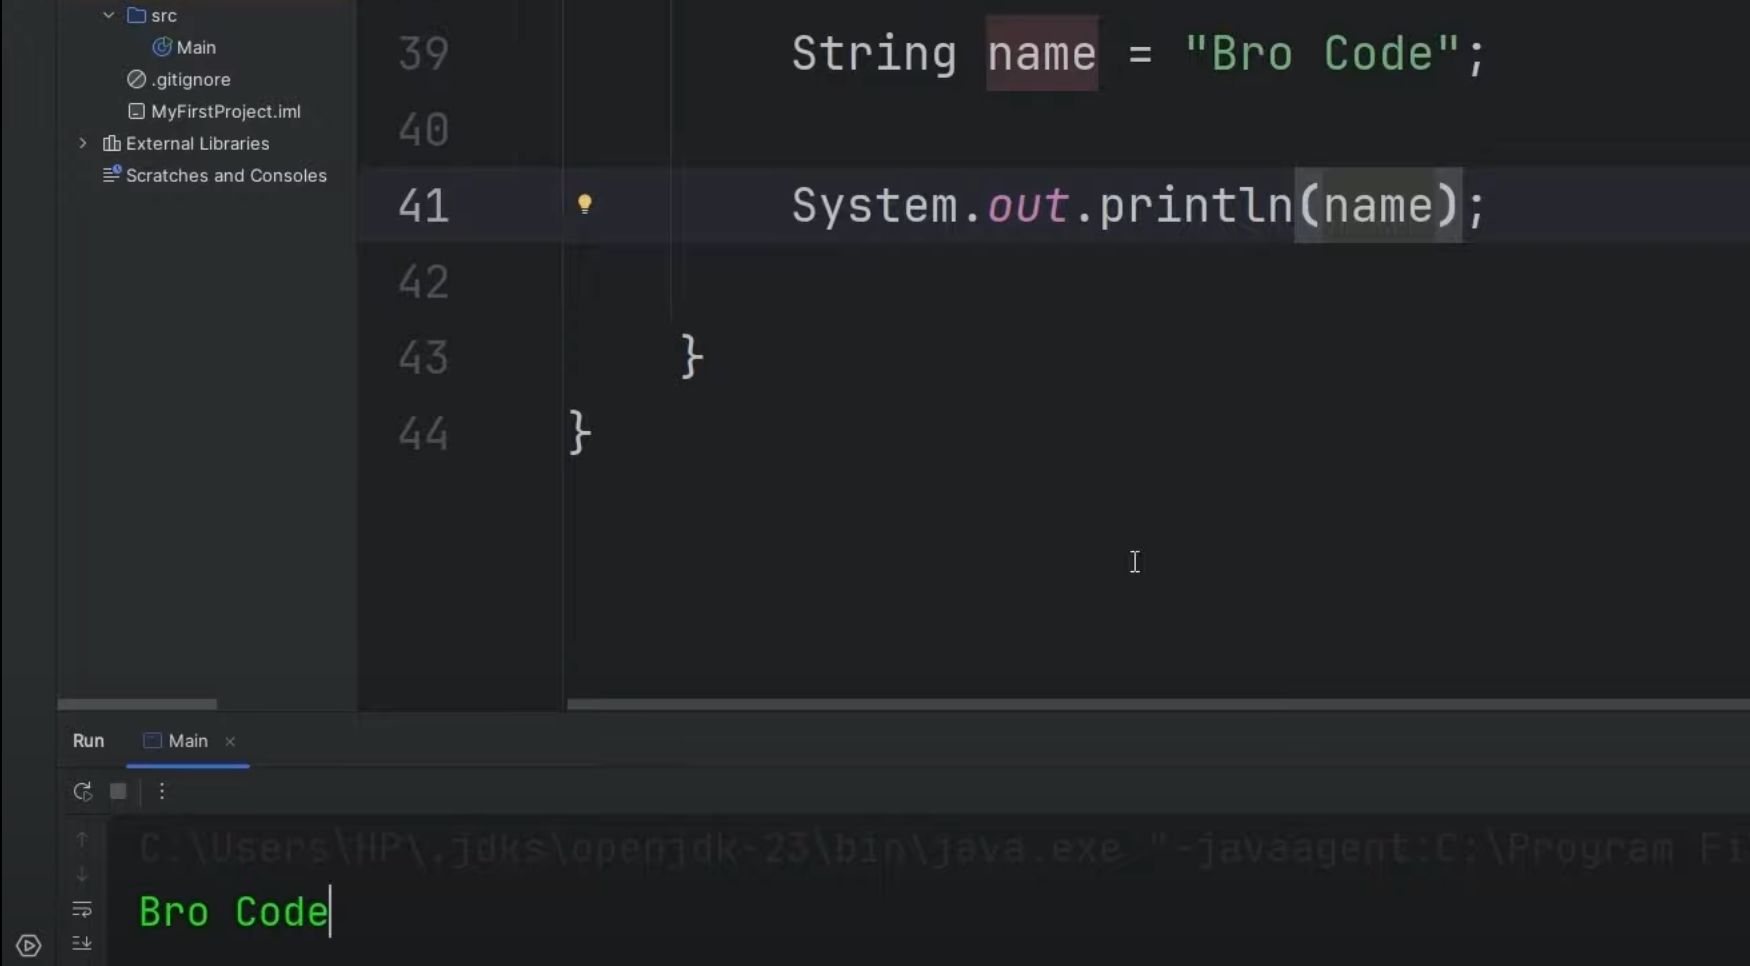 src
Main
.gitignore
MyFirstProject.iml
External Libraries
Scratches and Consoles
39 String name = "Bro Code";
40
41 System.out.println(name);
42
43 }
44 }
Run Main
C:\Users\HP\.jdks\openjdk-23\bin\java.exe "-javaagent:C:\Program Fi
Bro Code